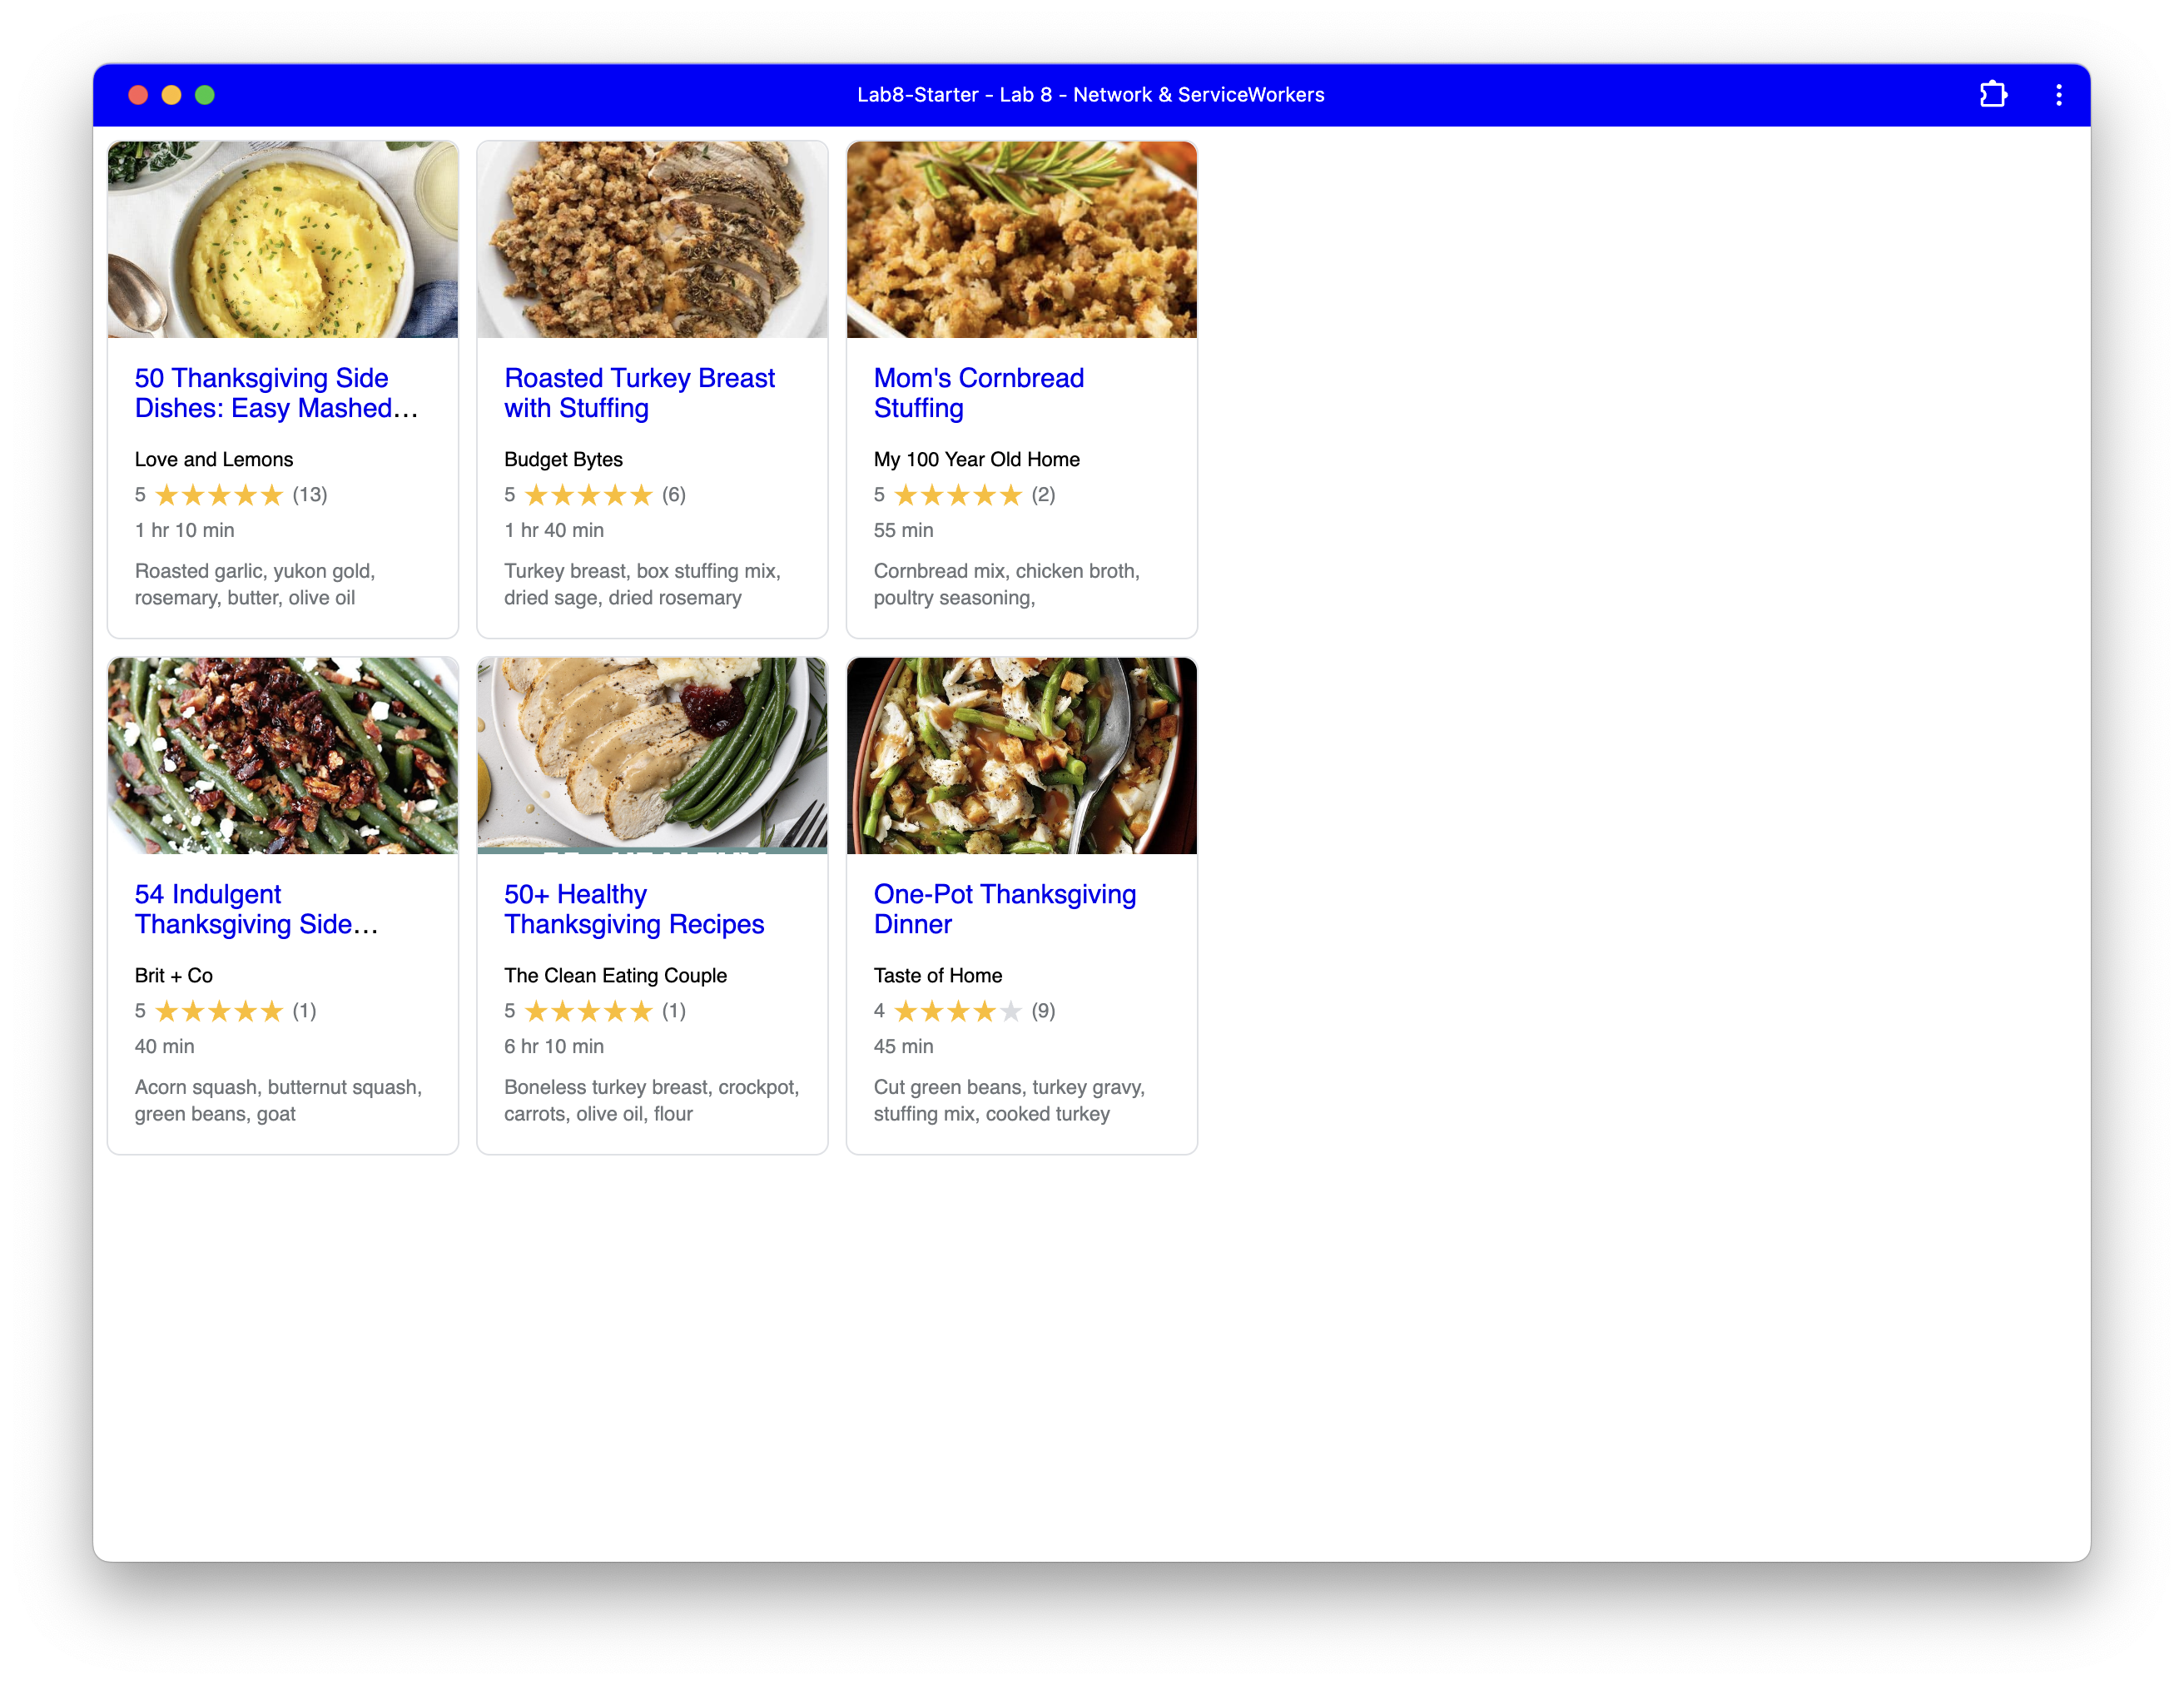 Lab8-Starter - Lab 8 - Network & ServiceWorkers
50 Thanksgiving Side
Dishes: Easy Mashed…
Love and Lemons
5 ★★★★★ (13)
1 hr 10 min
Roasted garlic, yukon gold,
rosemary, butter, olive oil
Roasted Turkey Breast
with Stuffing
Budget Bytes
5 ★★★★★ (6)
1 hr 40 min
Turkey breast, box stuffing mix,
dried sage, dried rosemary
Mom's Cornbread
Stuffing
My 100 Year Old Home
5 ★★★★★ (2)
55 min
Cornbread mix, chicken broth,
poultry seasoning,
54 Indulgent
Thanksgiving Side…
Brit + Co
5 ★★★★★ (1)
40 min
Acorn squash, butternut squash,
green beans, goat
50+ Healthy
Thanksgiving Recipes
The Clean Eating Couple
5 ★★★★★ (1)
6 hr 10 min
Boneless turkey breast, crockpot,
carrots, olive oil, flour
One-Pot Thanksgiving
Dinner
Taste of Home
4 ★★★★★ (9)
45 min
Cut green beans, turkey gravy,
stuffing mix, cooked turkey